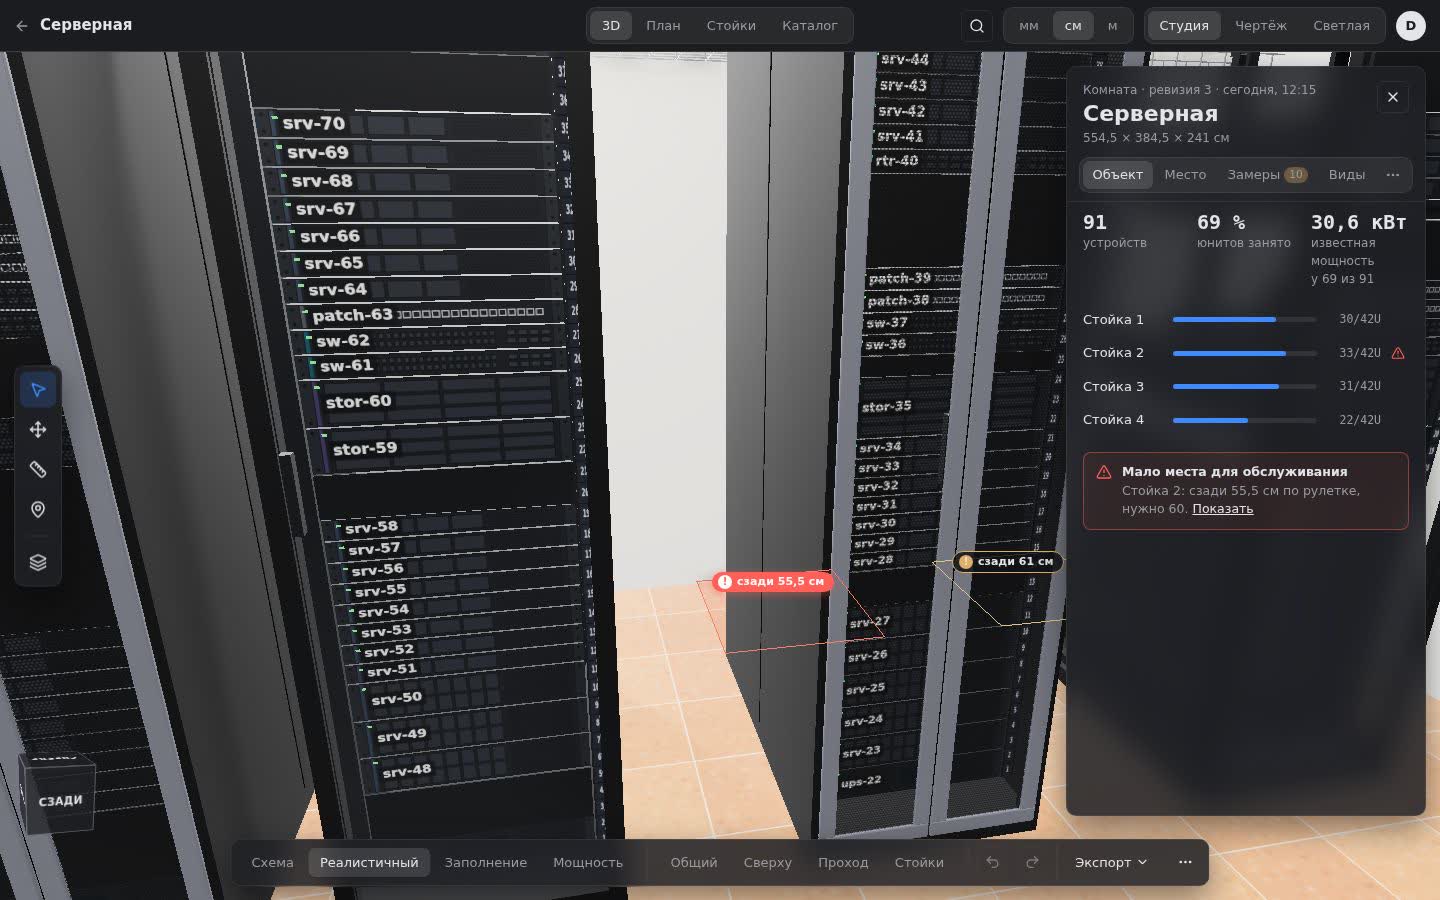 Серверная
3D
План
Стойки
Каталог
мм
см
м
Студия
Чертёж
Светлая
D
srv-70
srv-69
srv-68
srv-67
srv-66
srv-65
srv-64
patch-63
sw-62
sw-61
stor-60
stor-59
srv-58
srv-57
srv-56
srv-55
srv-54
srv-53
srv-52
srv-51
srv-50
srv-49
srv-48
srv-44
srv-43
srv-42
srv-41
rtr-40
patch-39
patch-38
sw-37
sw-36
stor-35
srv-34
srv-33
srv-32
srv-31
srv-30
srv-29
srv-28
srv-27
srv-26
srv-25
srv-24
srv-23
ups-22
сзади 55,5 см
сзади 61 см
СЗАДИ
Комната · ревизия 3 · сегодня, 12:15
Серверная
554,5 × 384,5 × 241 см
Объект
Место
Замеры 10
Виды
91
устройств
69 %
юнитов занято
30,6 кВт
известная
мощность
у 69 из 91
Стойка 1 30/42U
Стойка 2 33/42U
Стойка 3 31/42U
Стойка 4 22/42U
Мало места для обслуживания
Стойка 2: сзади 55,5 см по рулетке,
нужно 60. Показать
Схема
Реалистичный
Заполнение
Мощность
Общий
Сверху
Проход
Стойки
Экспорт